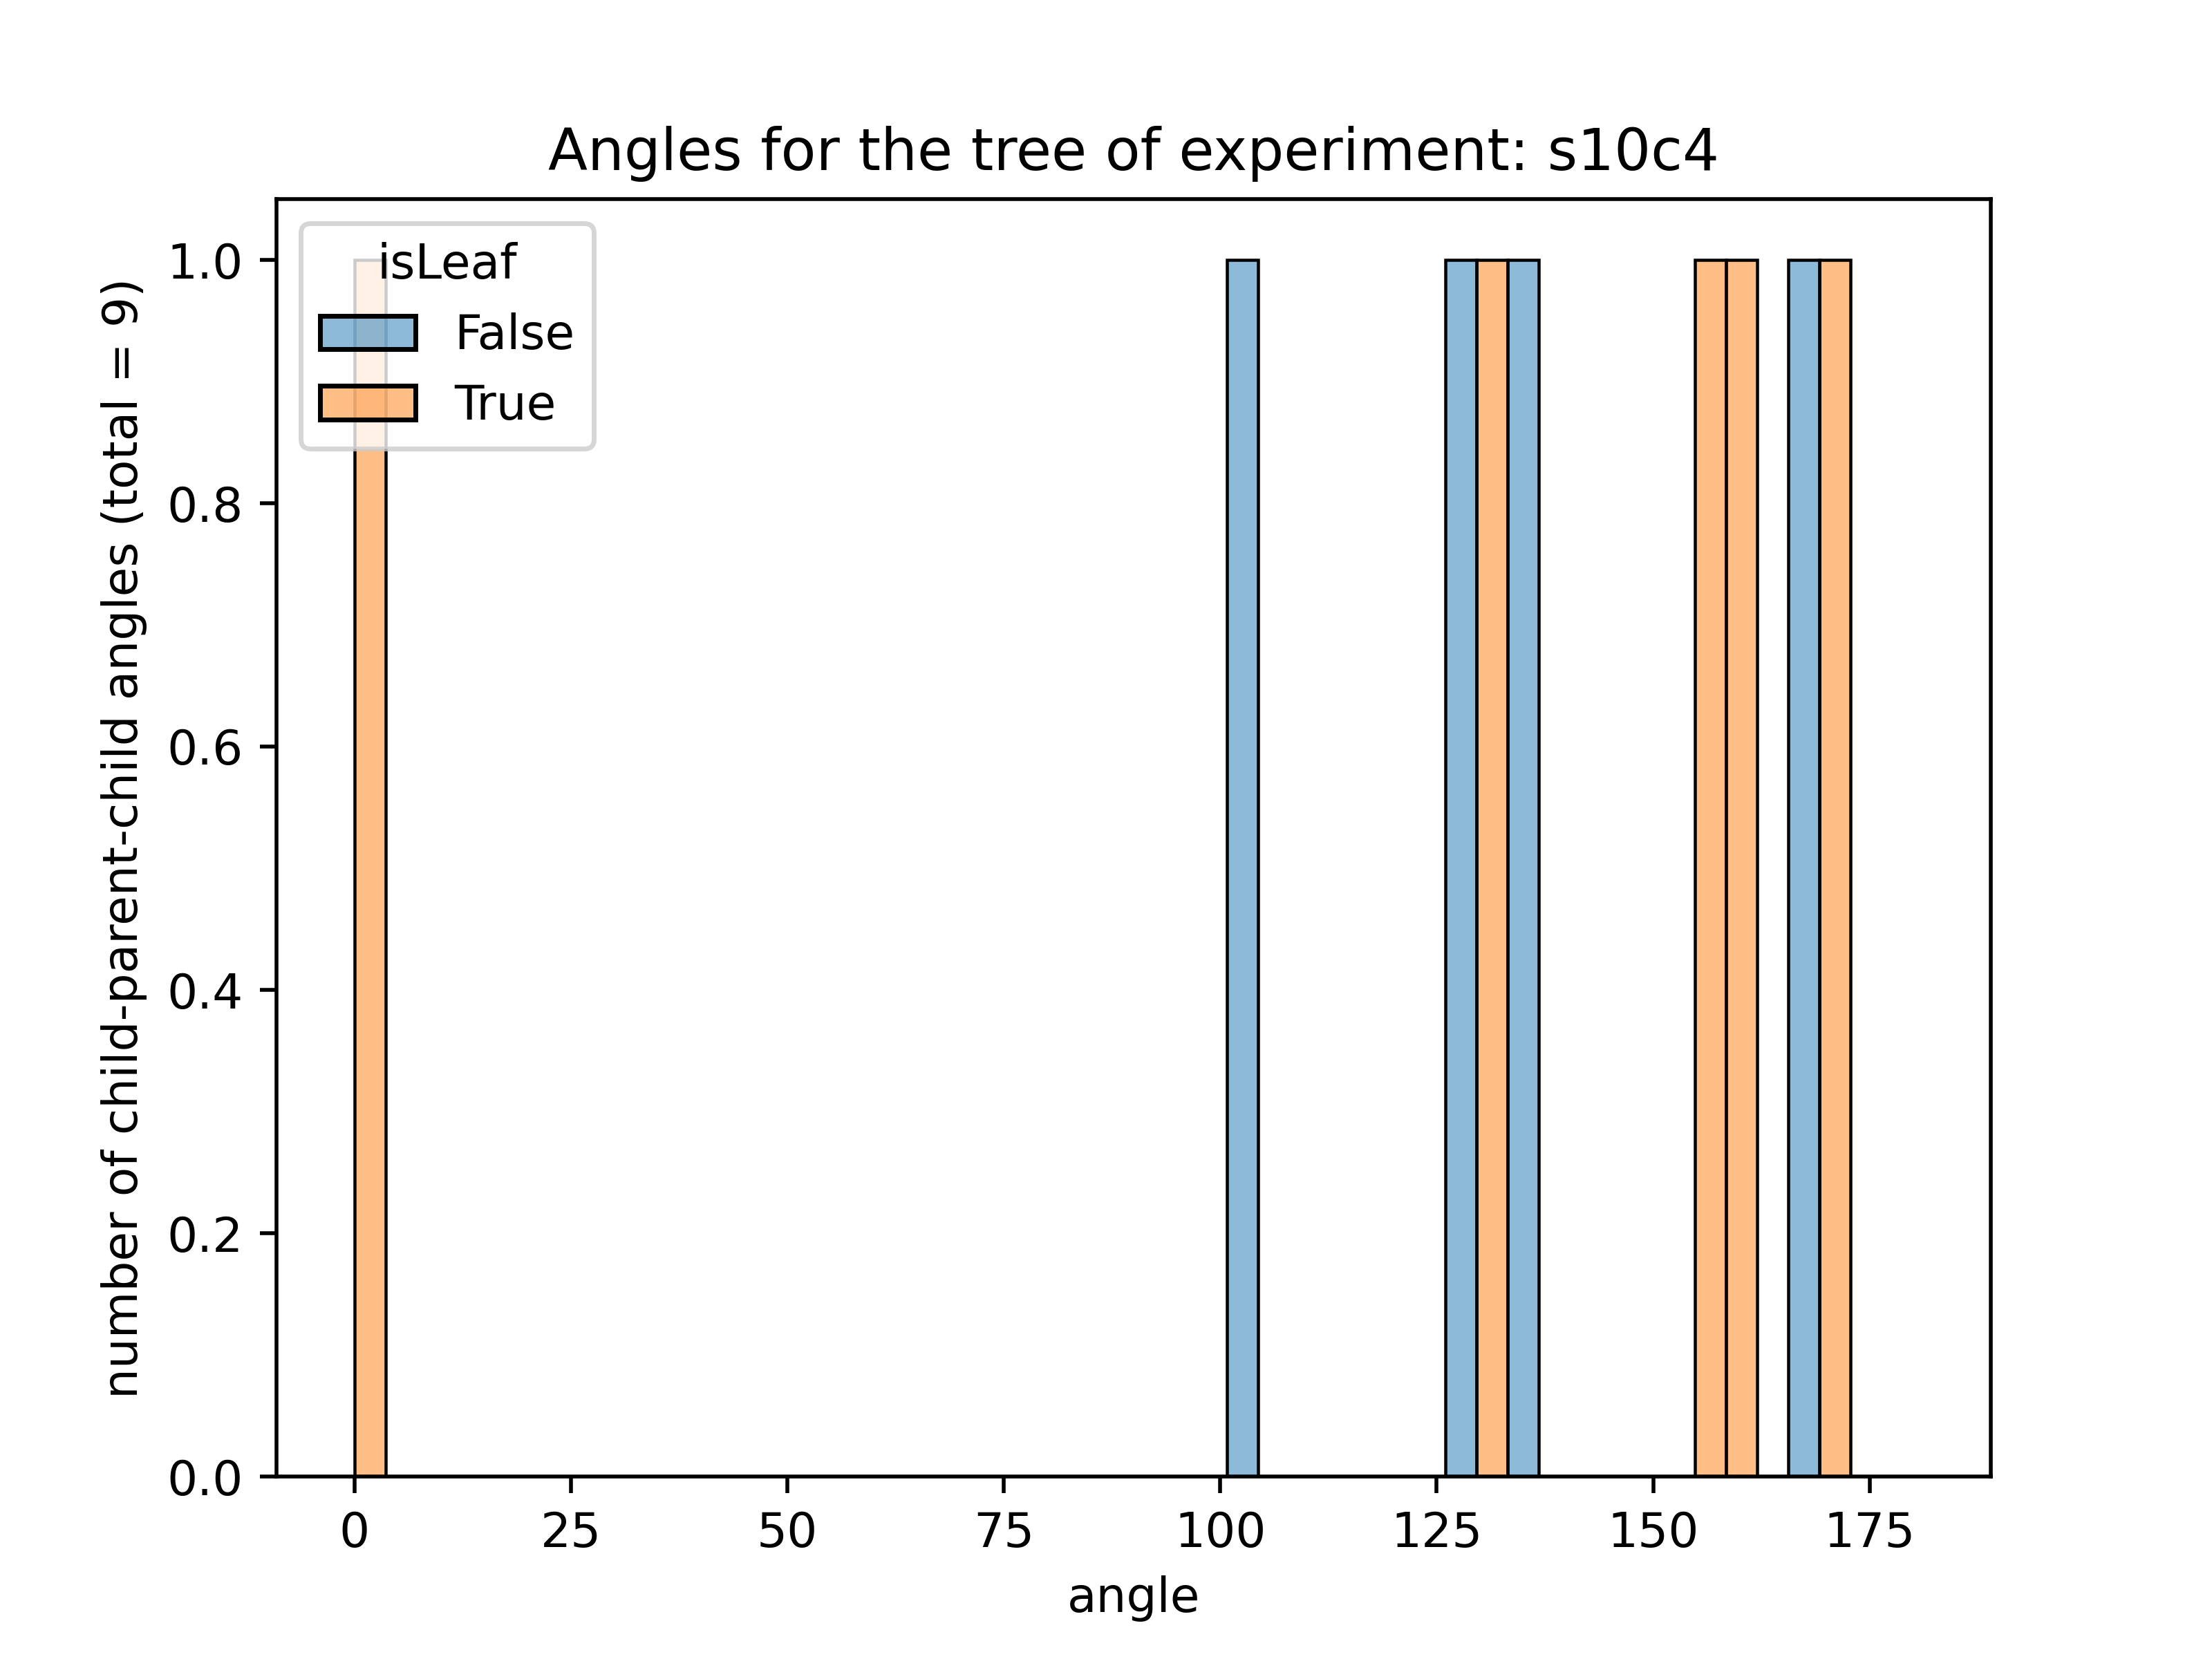 Angles for the tree of experiment: s10c4
isLeaf
False
True
number of child-parent-child angles (total = 9)
1.0
0.8
0.6
0.4
0.2
0.0
0 25 50 75 100 125 150 175
angle